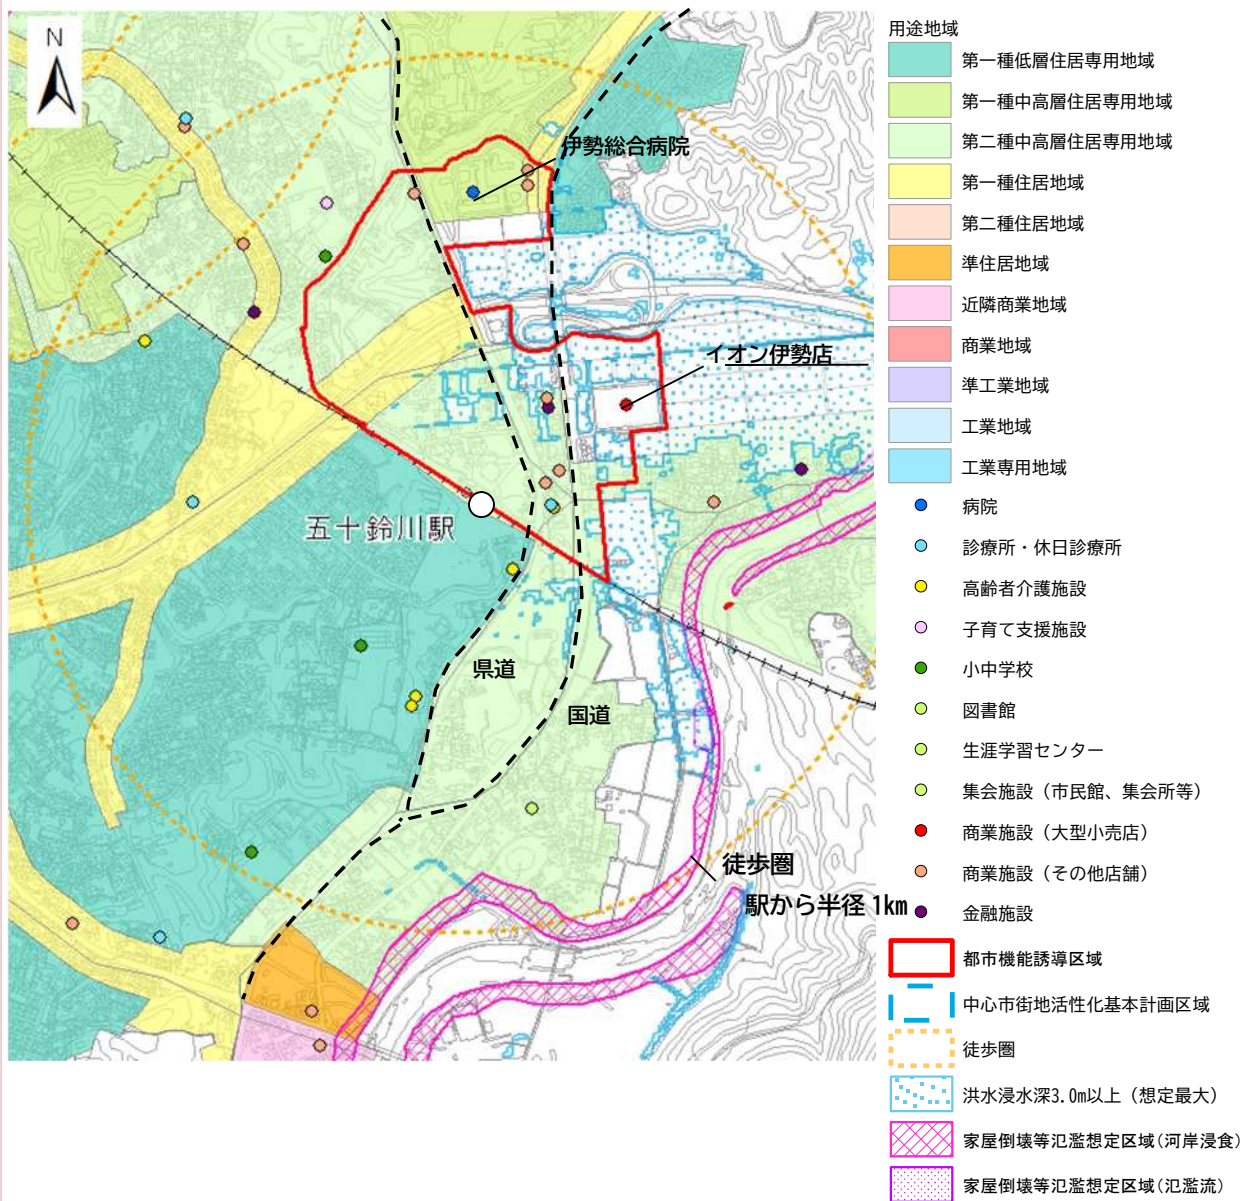 N
伊勢総合病院
イオン伊勢店
五十鈴川駅
県道
国道
徒歩圏
駅から半径 1km
用途地域
第一種低層住居専用地域
第一種中高層住居専用地域
第二種中高層住居専用地域
第一種住居地域
第二種住居地域
準住居地域
近隣商業地域
商業地域
準工業地域
工業地域
工業専用地域
病院
診療所・休日診療所
高齢者介護施設
子育て支援施設
小中学校
図書館
生涯学習センター
集会施設（市民館、集会所等）
商業施設（大型小売店）
商業施設（その他店舗）
金融施設
都市機能誘導区域
中心市街地活性化基本計画区域
徒歩圏
洪水浸水深3.0m以上（想定最大）
家屋倒壊等氾濫想定区域(河岸浸食)
家屋倒壊等氾濫想定区域(氾濫流)